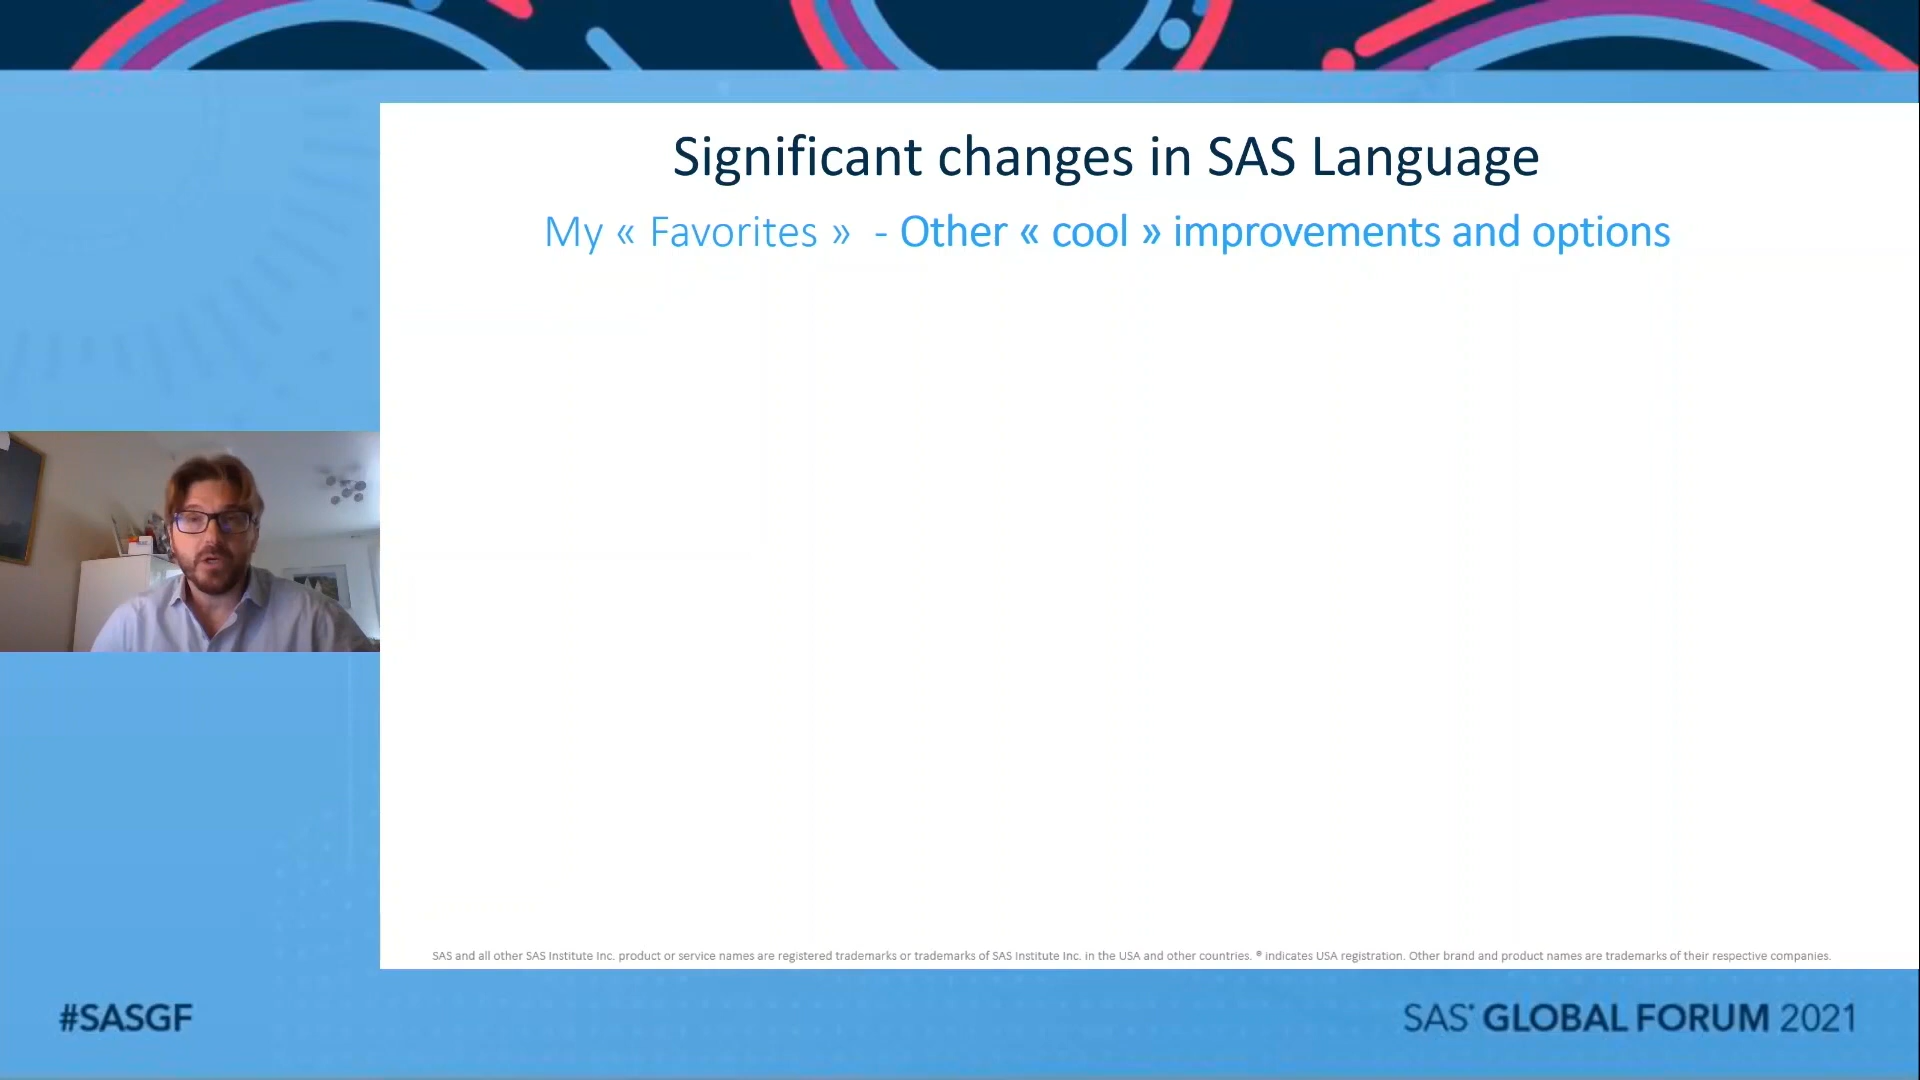 Significant changes in SAS Language
My « Favorites » - Other « cool » improvements and options
SAS and all other SAS Institute Inc. product or service names are registered trademarks or trademarks of SAS Institute Inc. in the USA and other countries. ® indicates USA registration. Other brand and product names are trademarks of their respective companies.
#SASGF
SAS® GLOBAL FORUM 2021